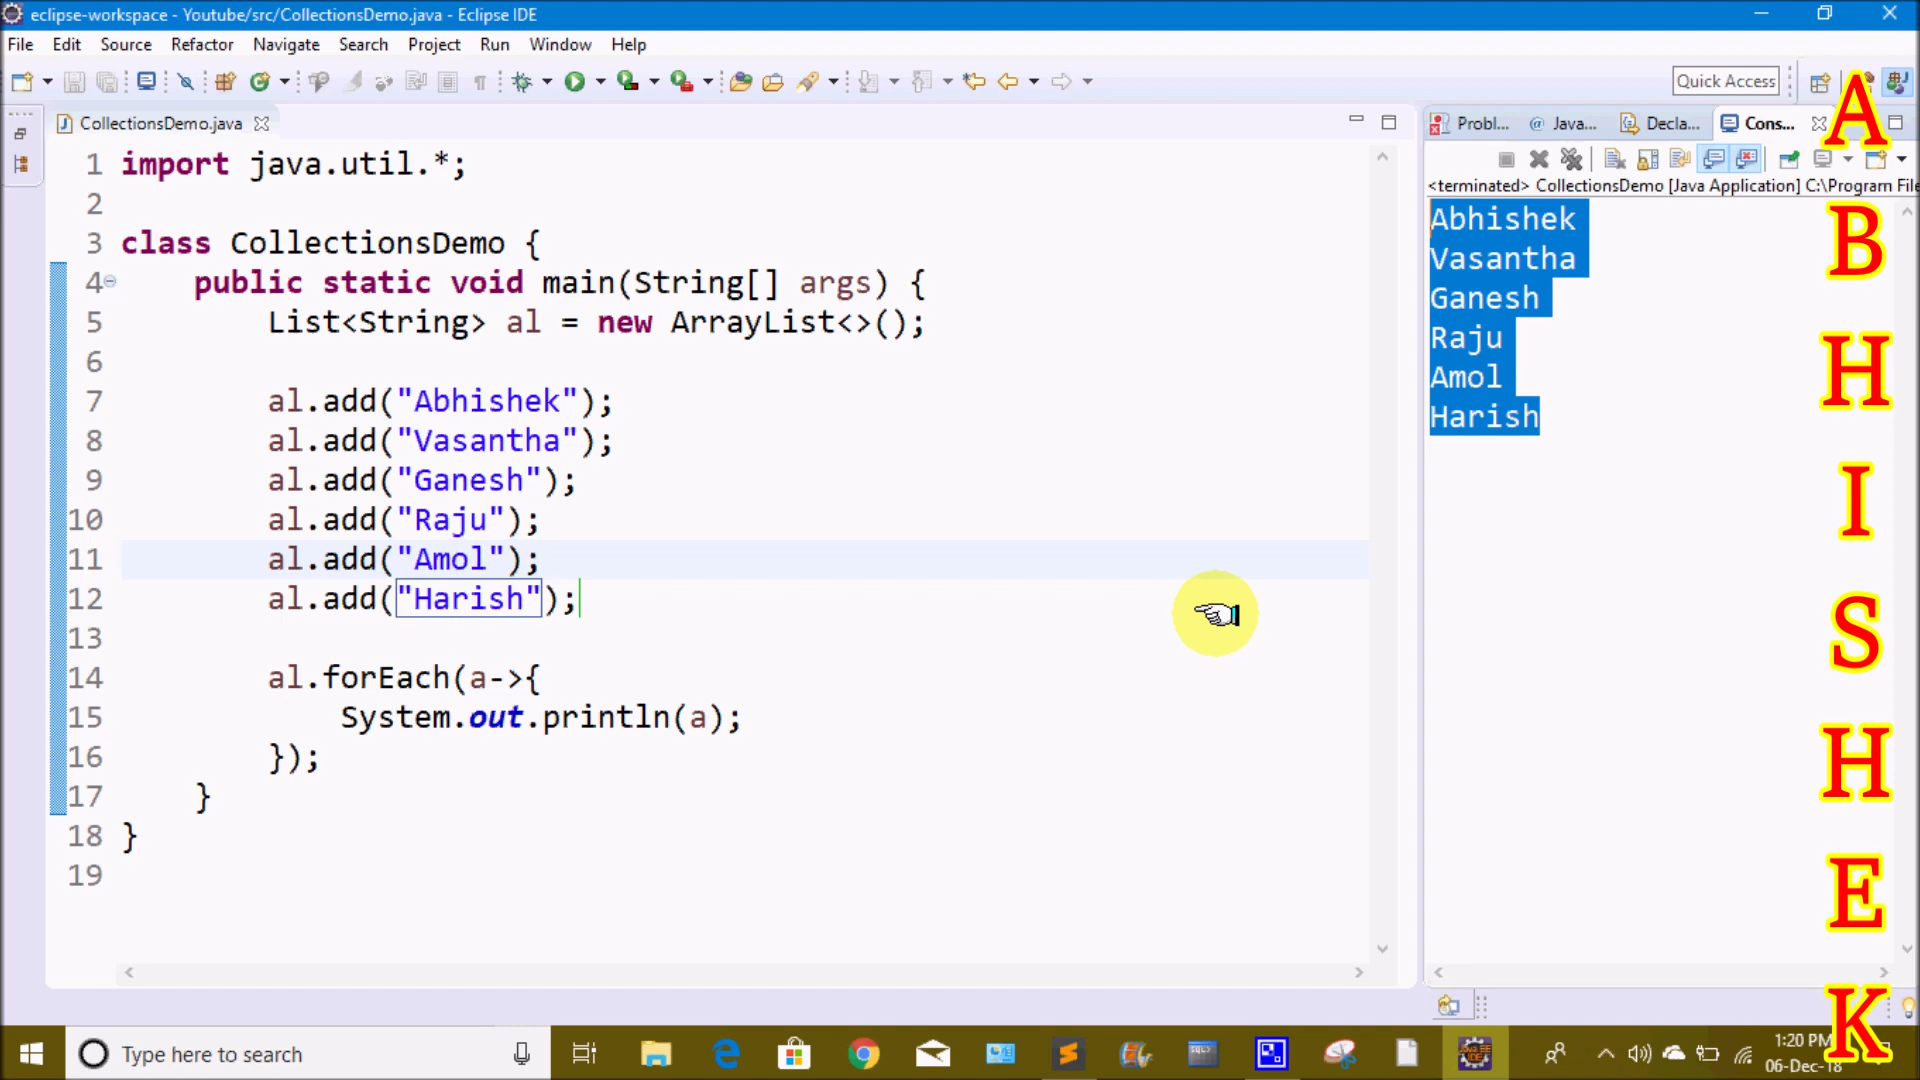 eclipse-workspace - Youtube/src/CollectionsDemo.java - Eclipse IDE
File Edit Source Refactor Navigate Search Project Run Window Help
Quick Access
CollectionsDemo.java
1 import java.util.*;
2
3 class CollectionsDemo {
4 public static void main(String[] args) {
5 List<String> al = new ArrayList<>();
6
7 al.add("Abhishek");
8 al.add("Vasantha");
9 al.add("Ganesh");
10 al.add("Raju");
11 al.add("Amol");
12 al.add("Harish");
13
14 al.forEach(a->{
15 System.out.println(a);
16 });
17 }
18 }
19
Probl... @ Java... Decla... Cons...
<terminated> CollectionsDemo [Java Application] C:\Program File
Abhishek
Vasantha
Ganesh
Raju
Amol
Harish
A
B
H
I
S
H
E
K
Type here to search
1:20 PM
06-Dec-18